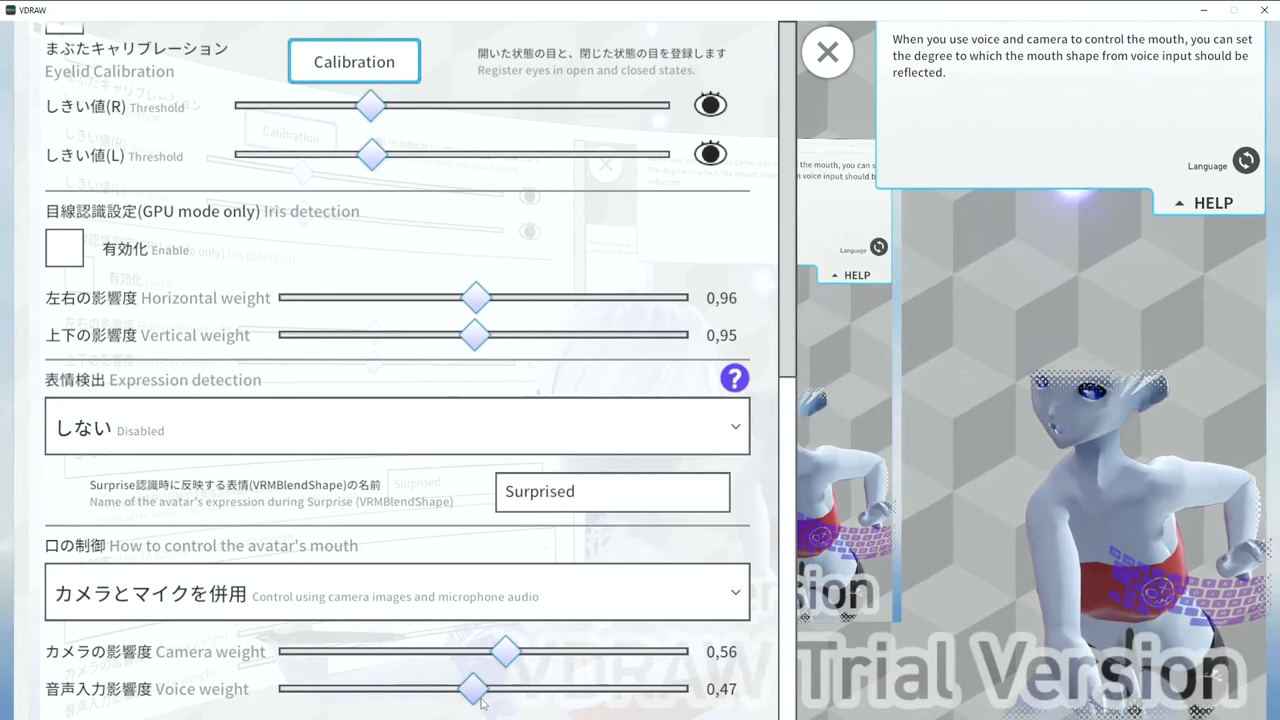 VDRAW
まぶたキャリブレーション
Eyelid Calibration
Calibration
開いた状態の目と、閉じた状態の目を登録します
Register eyes in open and closed states.
しきい値(R) Threshold
しきい値(L) Threshold
目線認識設定(GPU mode only) Iris detection
有効化 Enable
左右の影響度 Horizontal weight
0,96
上下の影響度 Vertical weight
0,95
表情検出 Expression detection
?
しない Disabled
Surprise認識時に反映する表情(VRMBlendShape)の名前
Name of the avatar's expression during Surprise (VRMBlendShape)
Surprised
口の制御 How to control the avatar's mouth
カメラとマイクを併用 Control using camera images and microphone audio
カメラの影響度 Camera weight
0,56
音声入力影響度 Voice weight
0,47
When you use voice and camera to control the mouth, you can set
the degree to which the mouth shape from voice input should be
reflected.
Language
HELP
the mouth, you can s
voice input should b
Language
HELP
VDRAW Trial Version